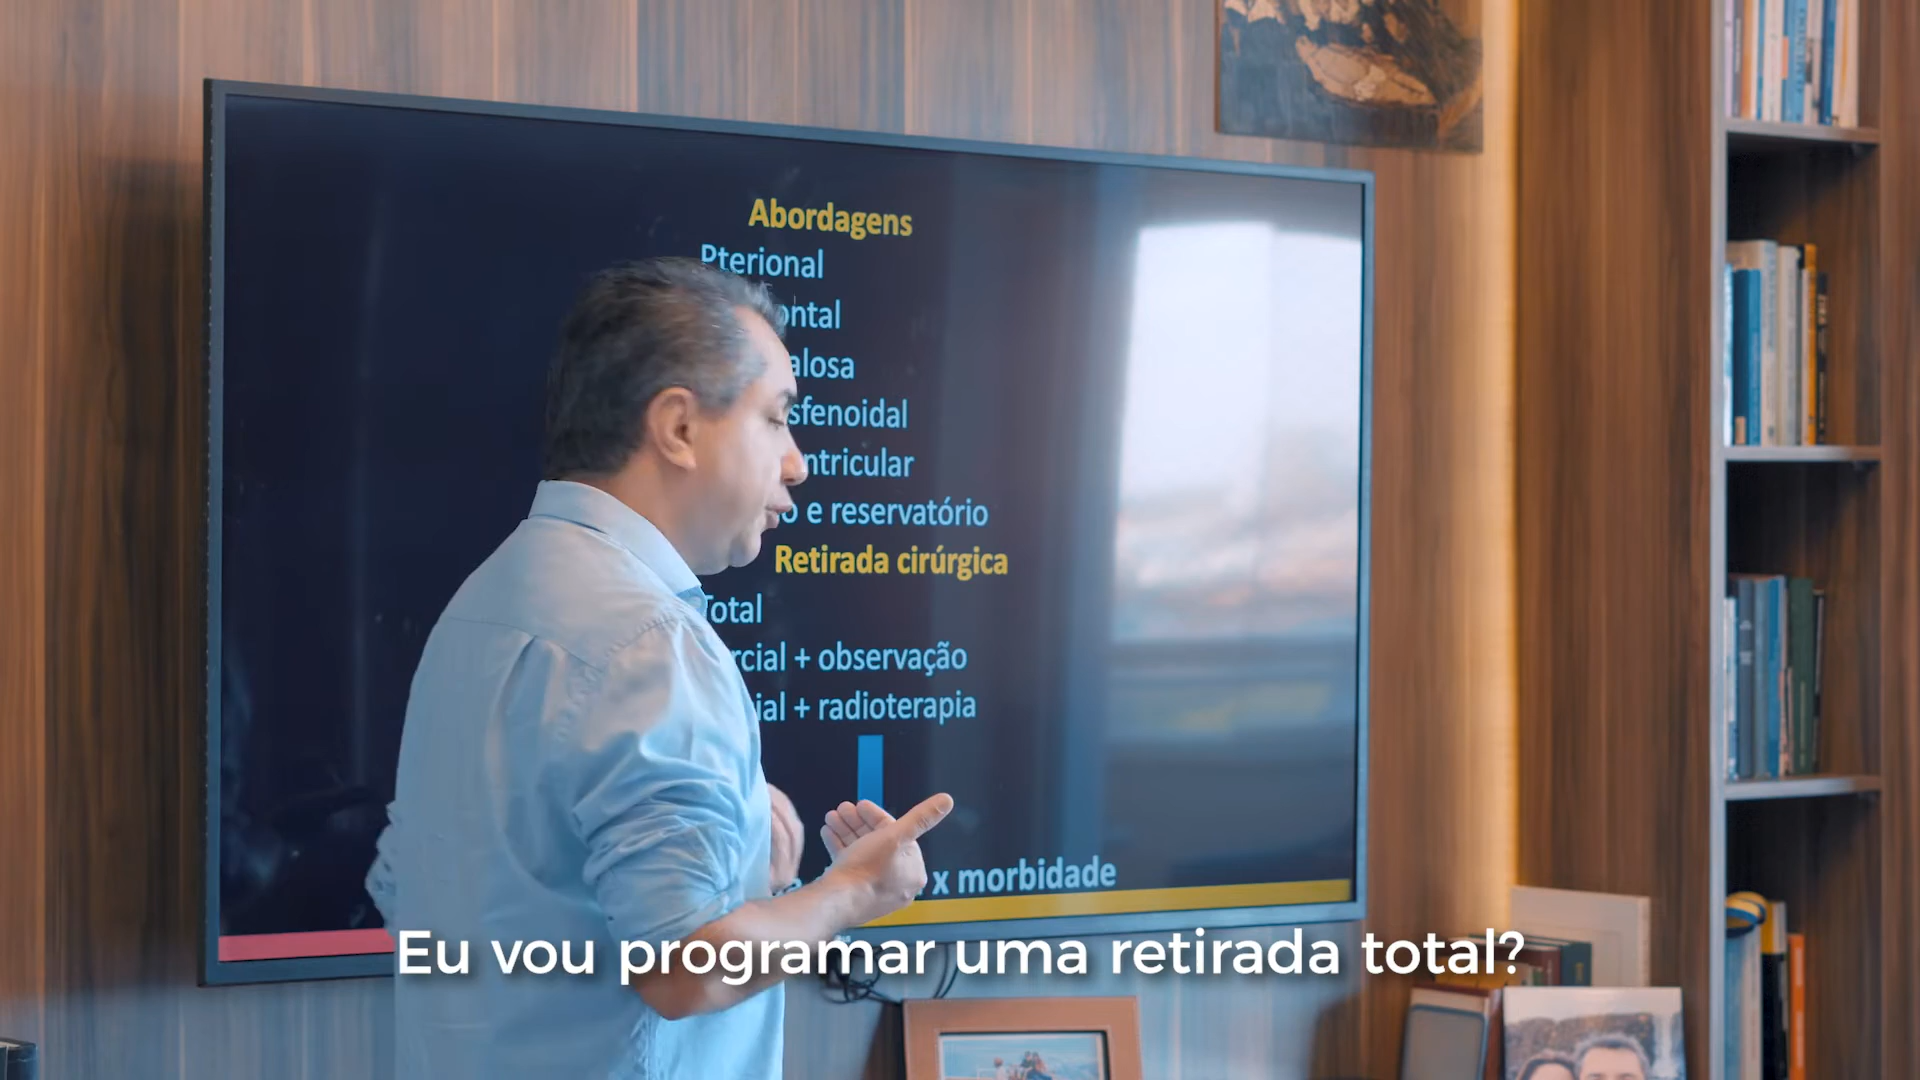 Abordagens
Pterional
ontal
alosa
sfenoidal
ntricular
o e reservatório
Retirada cirúrgica
Total
rcial + observação
ial + radioterapia
x morbidade
Eu vou programar uma retirada total?